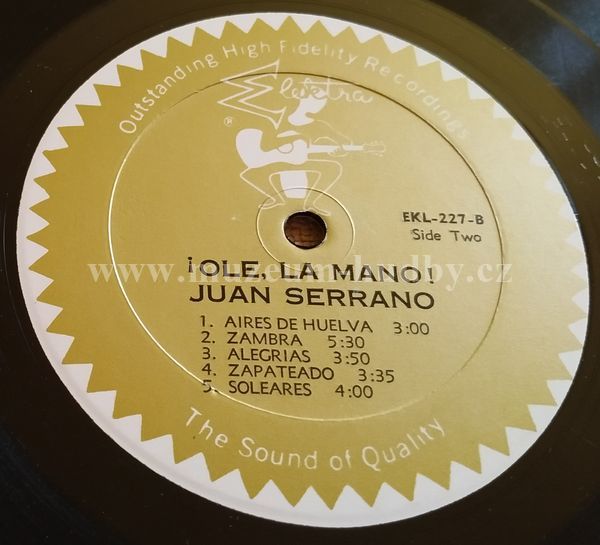 Outstanding High Fidelity Recordings
Elektra
®
EKL-227-B
Side Two
¡OLE, LA MANO!
JUAN SERRANO
1. AIRES DE HUELVA 3:00
2. ZAMBRA 5:30
3. ALEGRIAS 3:50
4. ZAPATEADO 3:35
5. SOLEARES 4:00
The Sound of Quality